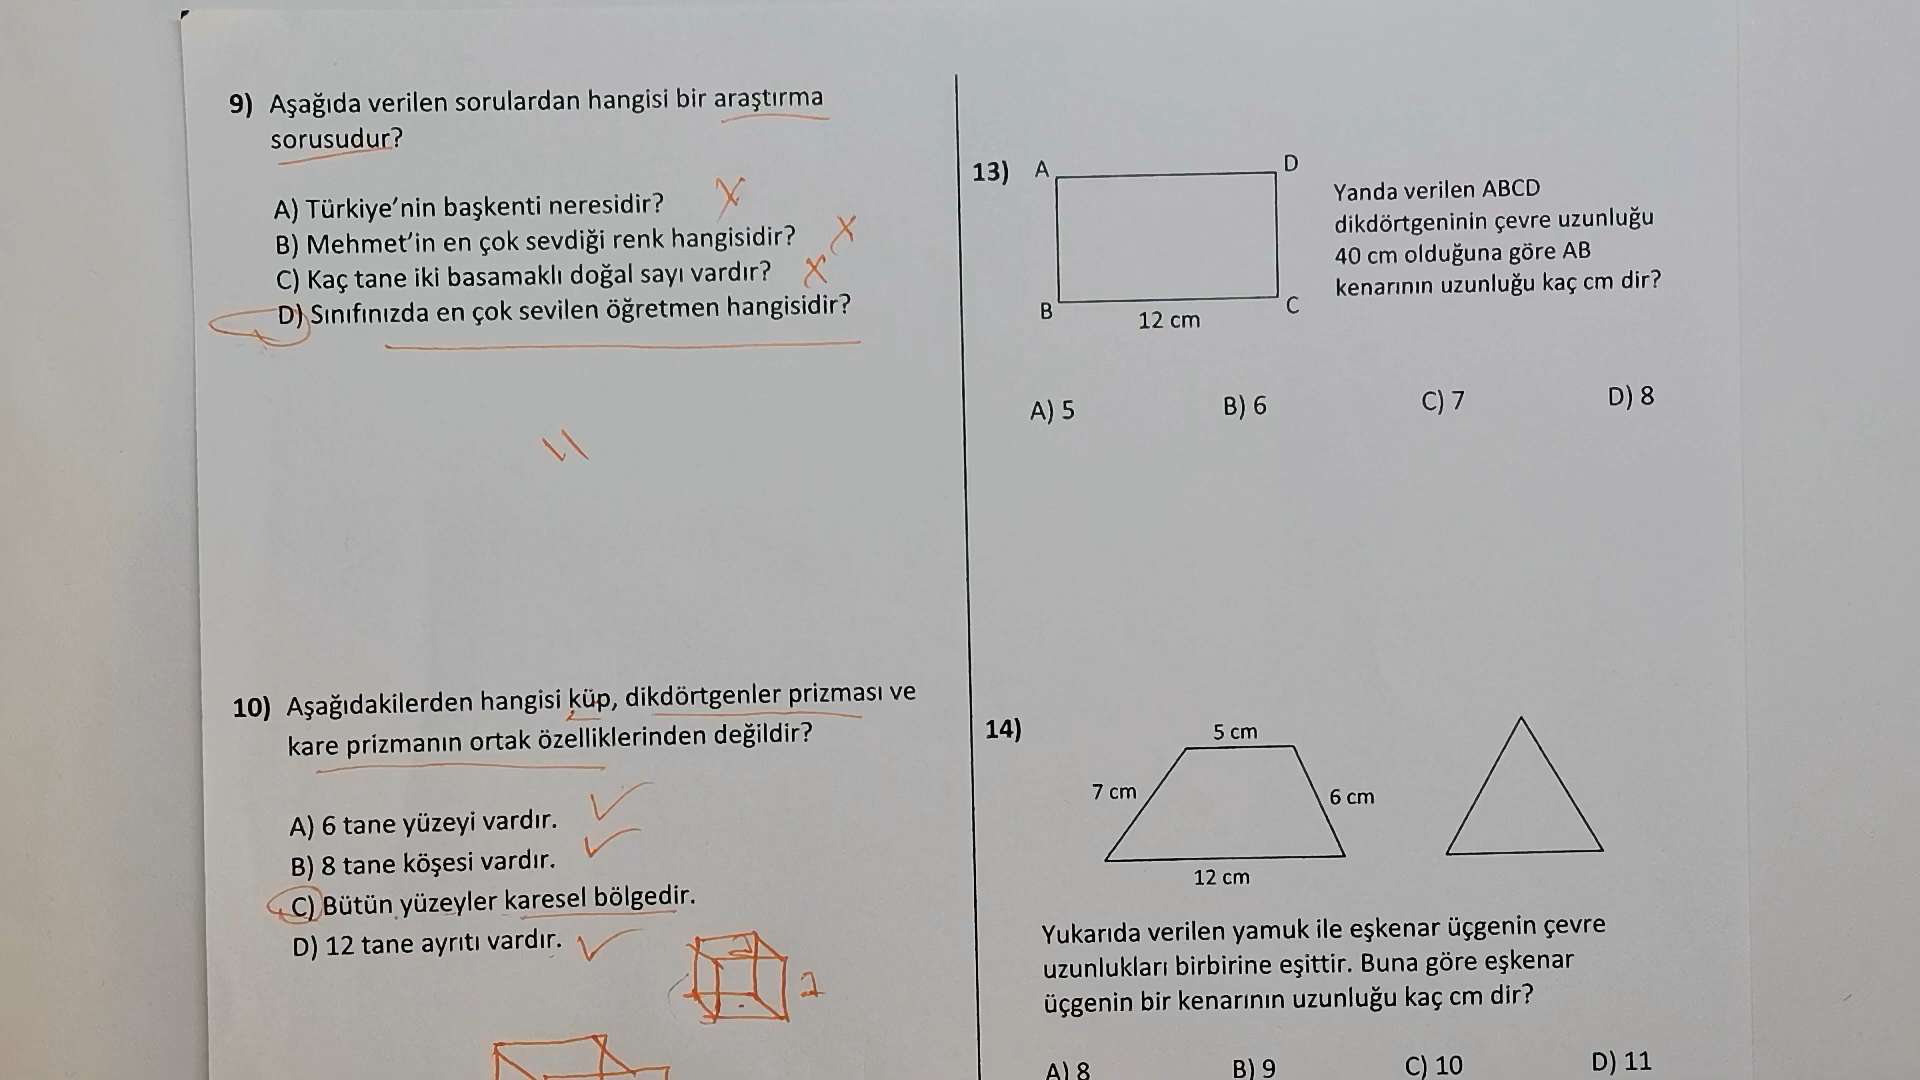 9) Aşağıda verilen sorulardan hangisi bir araştırma
sorusudur?
A) Türkiye'nin başkenti neresidir?
B) Mehmet'in en çok sevdiği renk hangisidir?
C) Kaç tane iki basamaklı doğal sayı vardır?
D) Sınıfınızda en çok sevilen öğretmen hangisidir?
10) Aşağıdakilerden hangisi küp, dikdörtgenler prizması ve
kare prizmanın ortak özelliklerinden değildir?
A) 6 tane yüzeyi vardır.
B) 8 tane köşesi vardır.
C) Bütün yüzeyler karesel bölgedir.
D) 12 tane ayrıtı vardır.
2
2
13)
A
D
B
C
12 cm
Yanda verilen ABCD
dikdörtgeninin çevre uzunluğu
40 cm olduğuna göre AB
kenarının uzunluğu kaç cm dir?
A) 5 B) 6 C) 7 D) 8
14)
5 cm
7 cm
6 cm
12 cm
Yukarıda verilen yamuk ile eşkenar üçgenin çevre
uzunlukları birbirine eşittir. Buna göre eşkenar
üçgenin bir kenarının uzunluğu kaç cm dir?
A) 8 B) 9 C) 10 D) 11